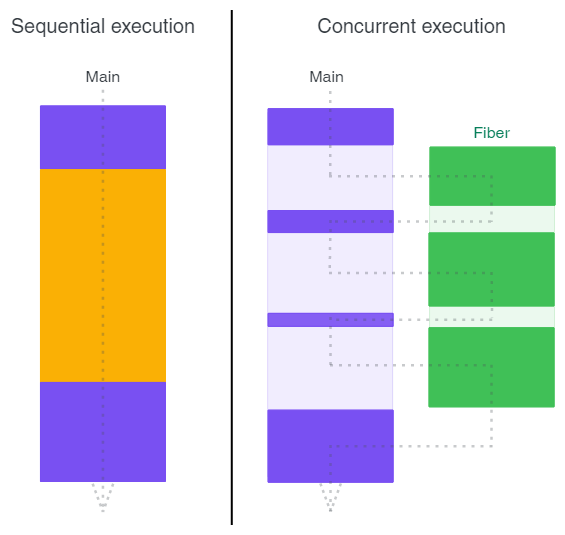 Sequential execution
Concurrent execution
Main
Main
Fiber